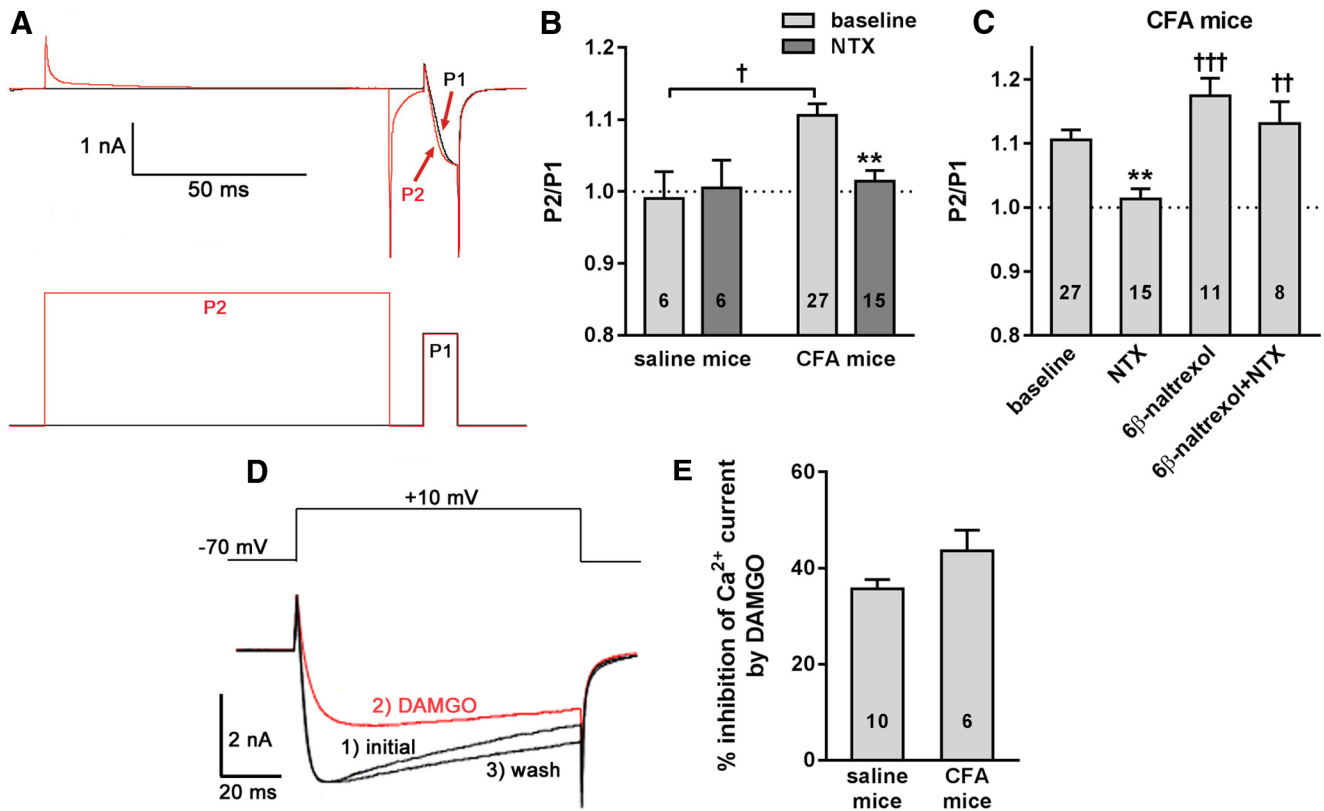 A
P1
1 nA
50 ms
P2
P2
P1
B
baseline
NTX
1.2
1.1
1.0
0.9
0.8
P2/P1
†
**
6
6
27
15
saline mice
CFA mice
C
CFA mice
1.2
1.1
1.0
0.9
0.8
P2/P1
**
†††
††
27
15
11
8
baseline
NTX
6β-naltrexol
6β-naltrexol+NTX
D
+10 mV
-70 mV
2) DAMGO
1) initial
3) wash
2 nA
20 ms
E
% inhibition of Ca2+ current
by DAMGO
60
40
20
0
10
6
saline
mice
CFA
mice